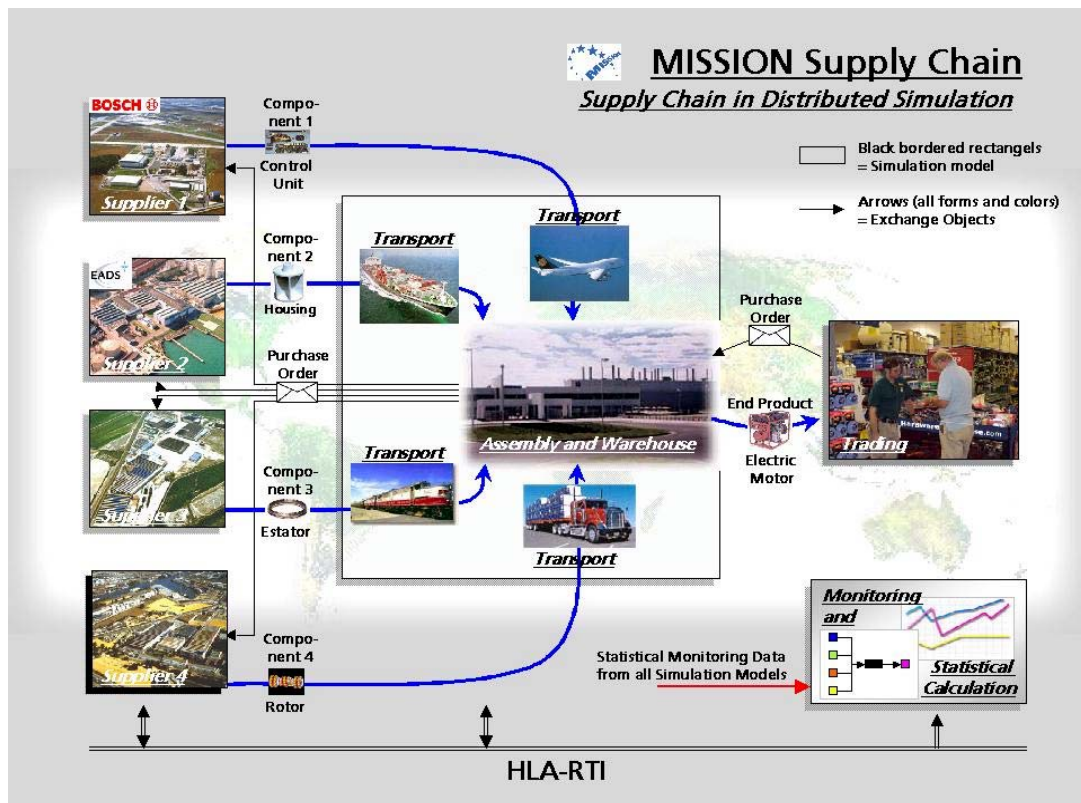 MISSION
MISSION Supply Chain
Supply Chain in Distributed Simulation
Black bordered rectangels
= Simulation model
Arrows (all forms and colors)
= Exchange Objects
BOSCH
Supplier 1
Compo-
nent 1
Control
Unit
Transport
Transport
EADS
Supplier 2
Compo-
nent 2
Housing
Purchase
Order
Purchase
Order
Assembly and Warehouse
End Product
Electric
Motor
Trading
Supplier 3
Compo-
nent 3
Estator
Transport
Transport
Supplier 4
Compo-
nent 4
Rotor
Statistical Monitoring Data
from all Simulation Models
Monitoring
and
Statistical
Calculation
HLA-RTI